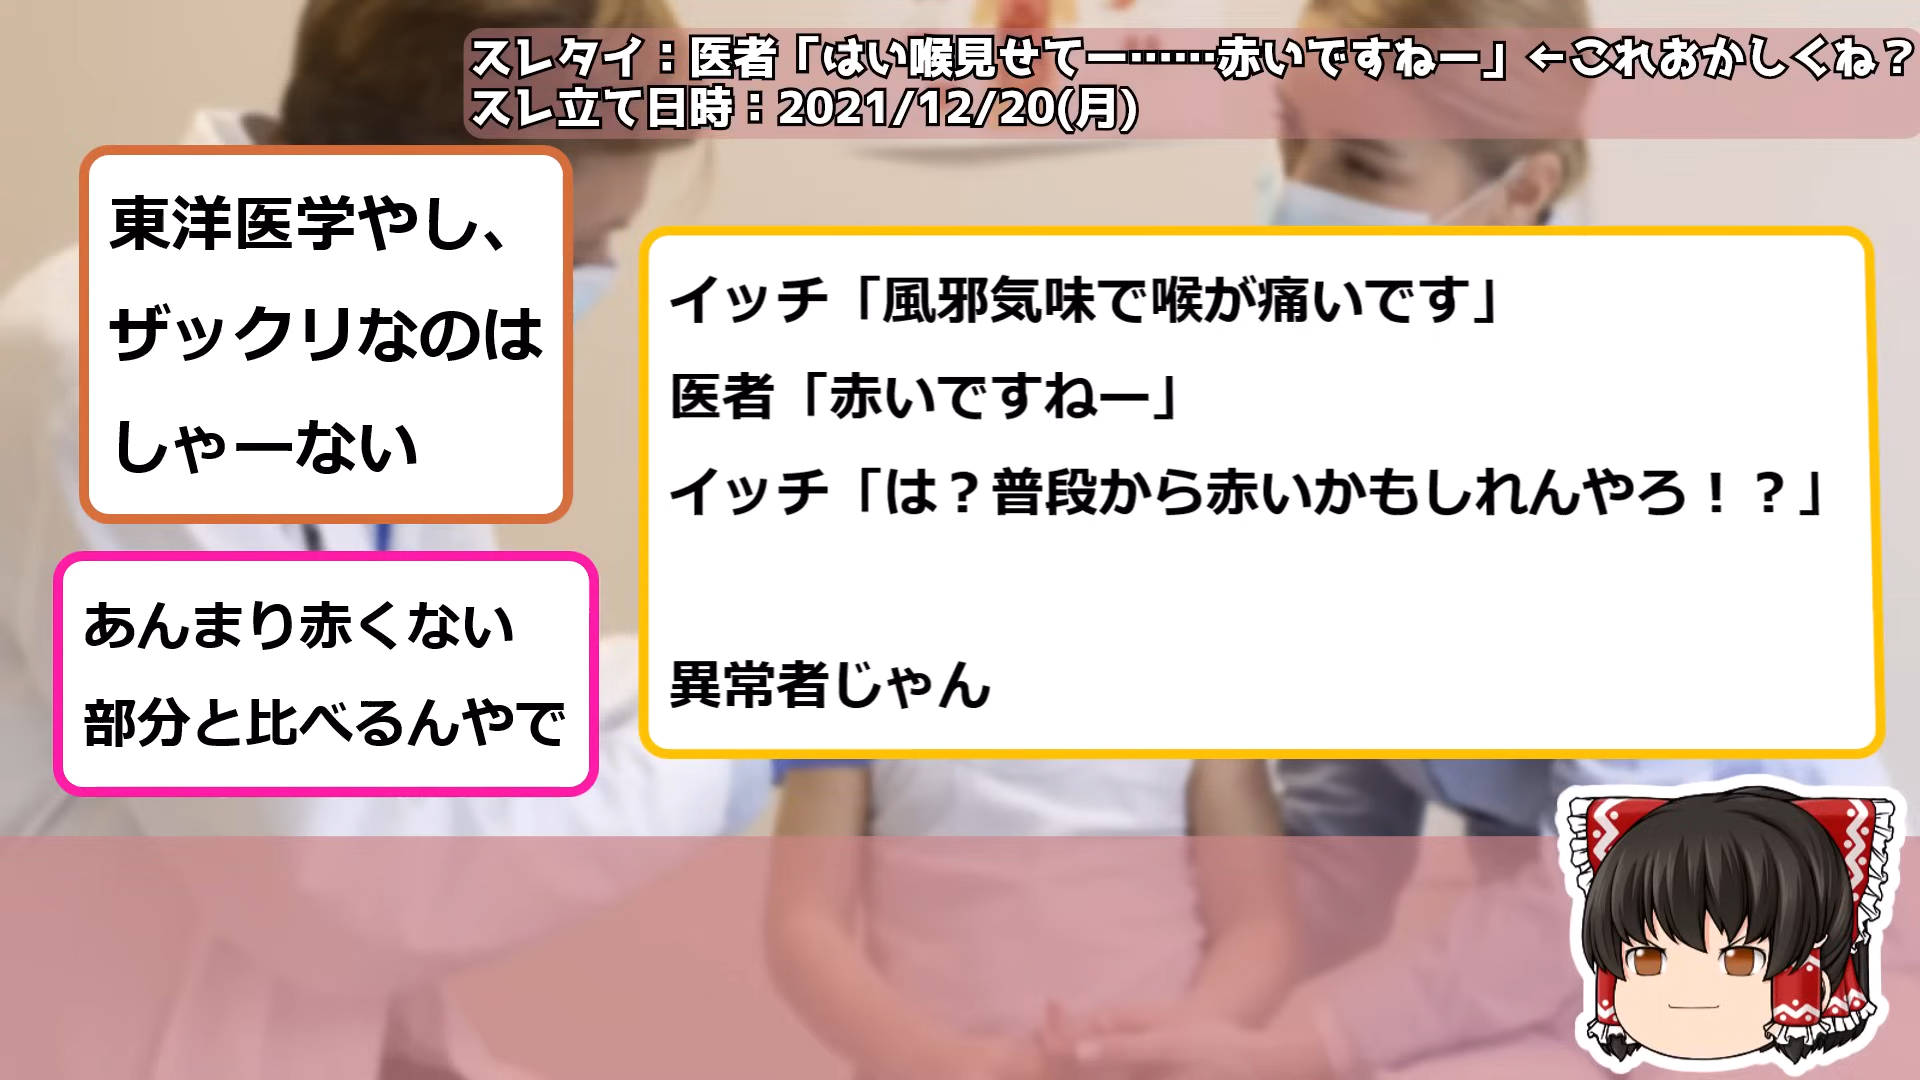 スレタイ：医者「はい喉見せてー……赤いですねー」←これおかしくね？
スレ立て日時：2021/12/20(月)
東洋医学やし、
ザックリなのは
しゃーない
あんまり赤くない
部分と比べるんやで
イッチ「風邪気味で喉が痛いです」
医者「赤いですねー」
イッチ「は？普段から赤いかもしれんやろ！？」
異常者じゃん